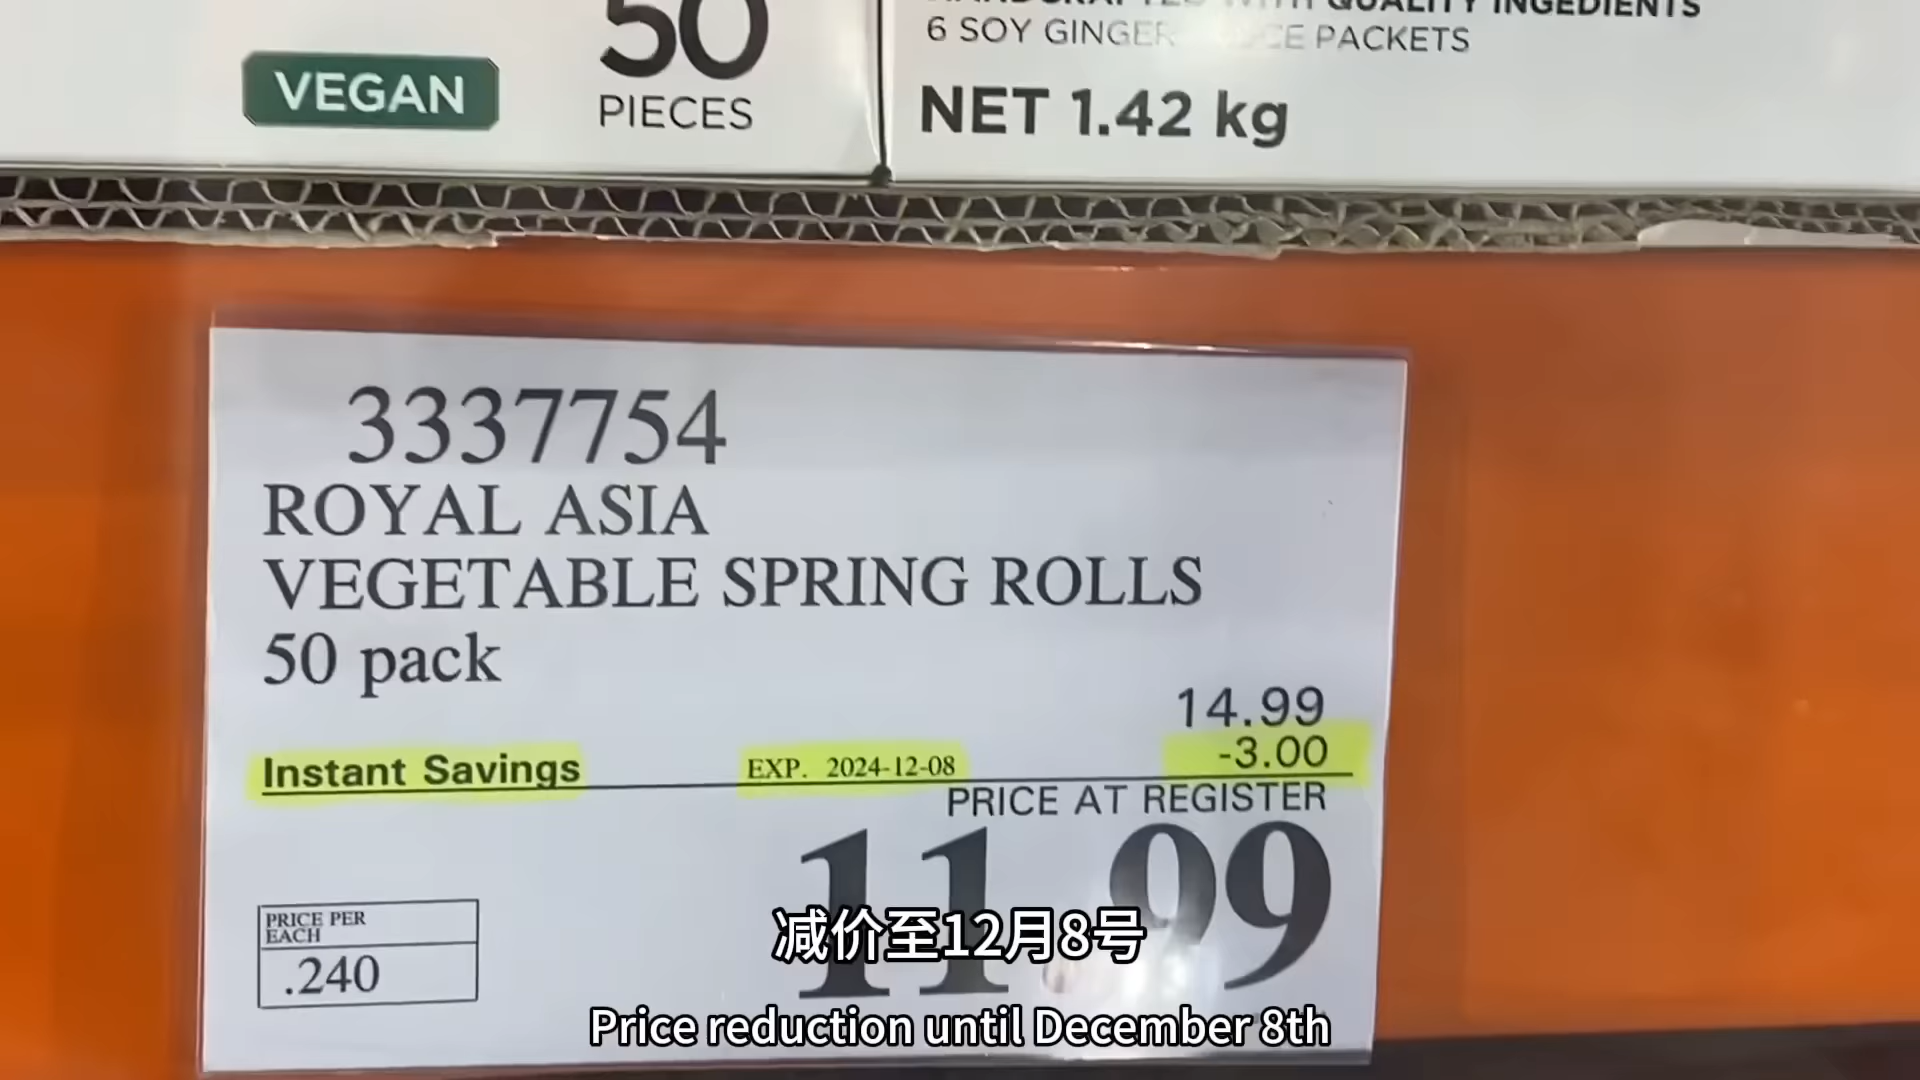 50
PIECES
VEGAN
QUALITY INGEDIENTS
6 SOY GINGER PACKETS
NET 1.42 kg
3337754
ROYAL ASIA
VEGETABLE SPRING ROLLS
50 pack
14.99
Instant Savings EXP. 2024-12-08 -3.00
PRICE AT REGISTER
11.99
PRICE PER
EACH
.240
减价至12月8号
Price reduction until December 8th